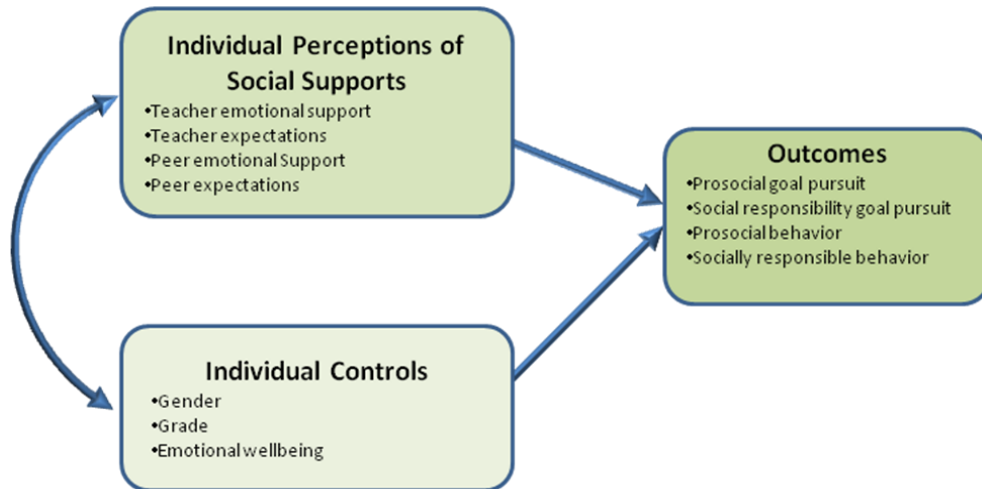 Individual Perceptions of
Social Supports
•Teacher emotional support
•Teacher expectations
•Peer emotional Support
•Peer expectations
Outcomes
•Prosocial goal pursuit
•Social responsibility goal pursuit
•Prosocial behavior
•Socially responsible behavior
Individual Controls
•Gender
•Grade
•Emotional wellbeing